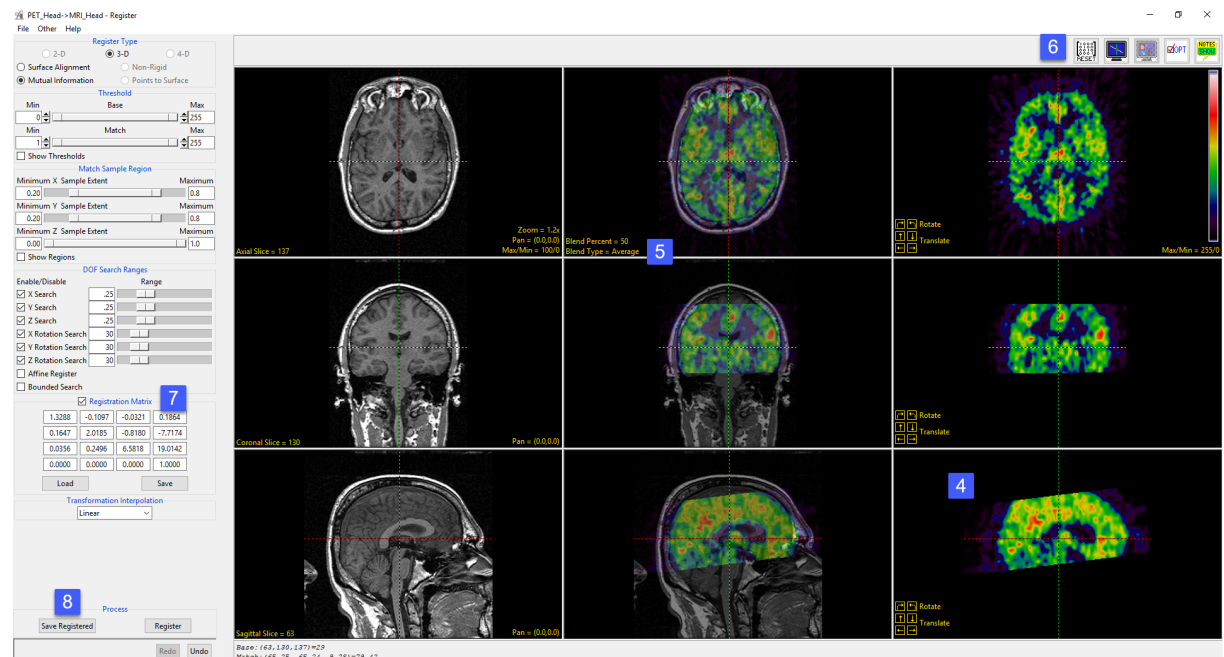 PET_Head->MRI_Head - Register
File Other Help
Register Type
2-D 3-D 4-D
Surface Alignment Non-Rigid
Mutual Information Points to Surface
Threshold
Min Base Max
0 255
Min Match Max
1 255
Show Thresholds
Match Sample Region
Minimum X Sample Extent Maximum
0.20 0.8
Minimum Y Sample Extent Maximum
0.20 0.8
Minimum Z Sample Extent Maximum
0.00 1.0
Show Regions
DOF Search Ranges
Enable/Disable Range
X Search .25
Y Search .25
Z Search .25
X Rotation Search 30
Y Rotation Search 30
Z Rotation Search 30
Affine Register
Bounded Search
Registration Matrix 7
1.3288 -0.1097 -0.0321 0.1864
0.1647 2.0185 -0.8180 -7.7174
0.0356 0.2496 6.5818 19.0142
0.0000 0.0000 0.0000 1.0000
Load Save
Transformation Interpolation
Linear
8
Process
Save Registered Register
Redo Undo
6
RESET
OPT
NOTES
SHOW
Zoom = 1.2x
Pan = (0.0,0.0)
Axial Slice = 137 Max/Min = 100/0
Blend Percent = 50
Blend Type = Average
5
Rotate
Translate
Max/Min = 255/0
Coronal Slice = 130 Pan = (0.0,0.0)
Rotate
Translate
4
Sagittal Slice = 63 Pan = (0.0,0.0)
Rotate
Translate
Base:(63,130,137)=29